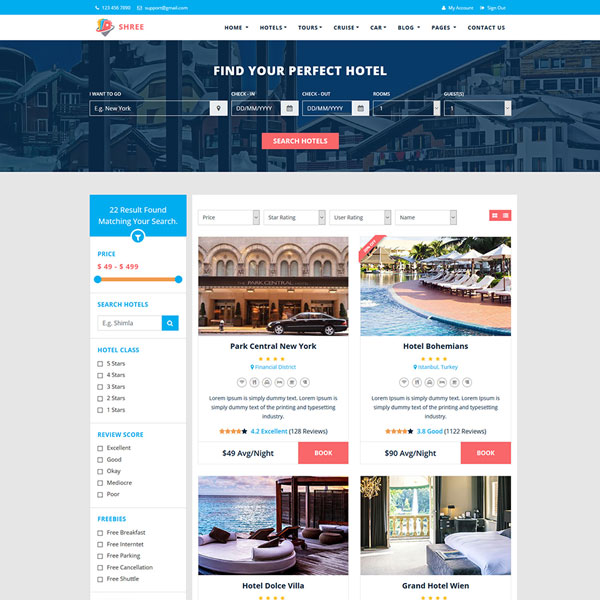 123 456 7890 support@gmail.com My Account Sign Out
SHREE HOME HOTELS TOURS CRUISE CAR BLOG PAGES CONTACT US
FIND YOUR PERFECT HOTEL
I WANT TO GO CHECK - IN CHECK - OUT ROOMS GUEST(S)
E.g. New York DD/MM/YYYY DD/MM/YYYY 1 1
SEARCH HOTELS
22 Result Found
Matching Your Search.
PRICE
$ 49 - $ 499
SEARCH HOTELS
E.g. Shimla
HOTEL CLASS
5 Stars
4 Stars
3 Stars
2 Stars
1 Stars
REVIEW SCORE
Excellent
Good
Okay
Mediocre
Poor
FREEBIES
Free Breakfast
Free Interntet
Free Parking
Free Cancellation
Free Shuttle
Price Star Rating User Rating Name
THE PARK CENTRAL
Park Central New York
Financial District
Lorem Ipsum is simply dummy text. Lorem Ipsum is
simply dummy text of the printing and typesetting
industry.
4.2 Excellent (128 Reviews)
$49 Avg/Night BOOK
Hotel Bohemians
Istanbul, Turkey
Lorem Ipsum is simply dummy text. Lorem Ipsum is
simply dummy text of the printing and typesetting
industry.
3.8 Good (1122 Reviews)
$90 Avg/Night BOOK
Hotel Dolce Villa
Grand Hotel Wien